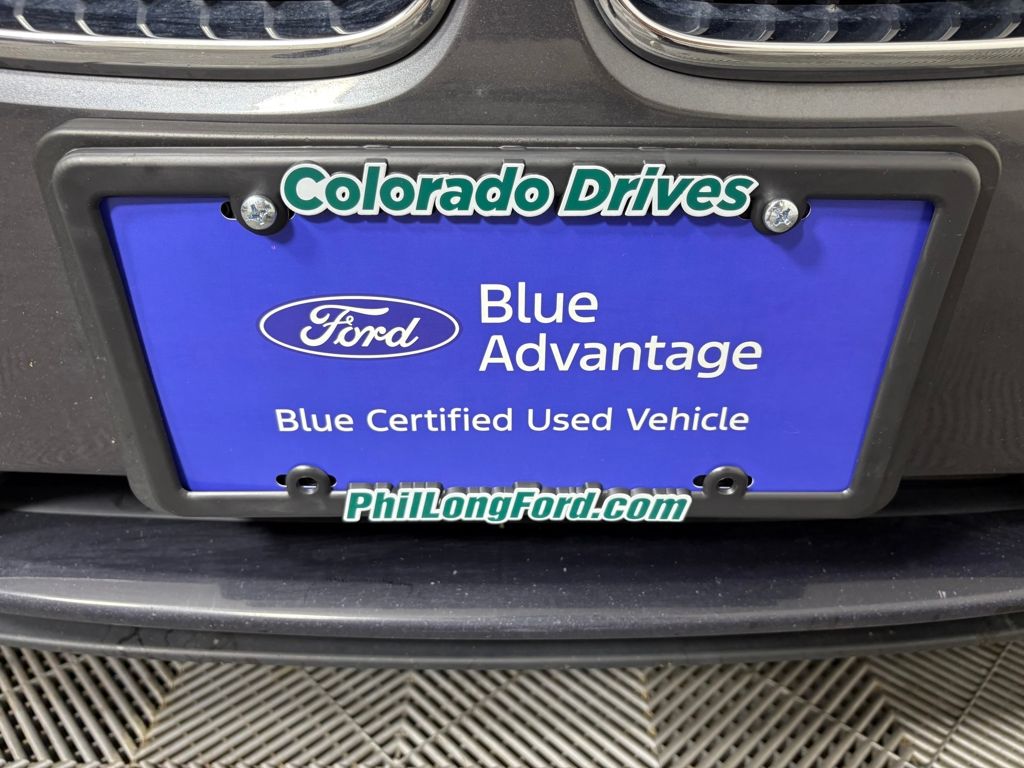 Colorado Drives
Ford
Blue
Advantage
Blue Certified Used Vehicle
PhilLongFord.com